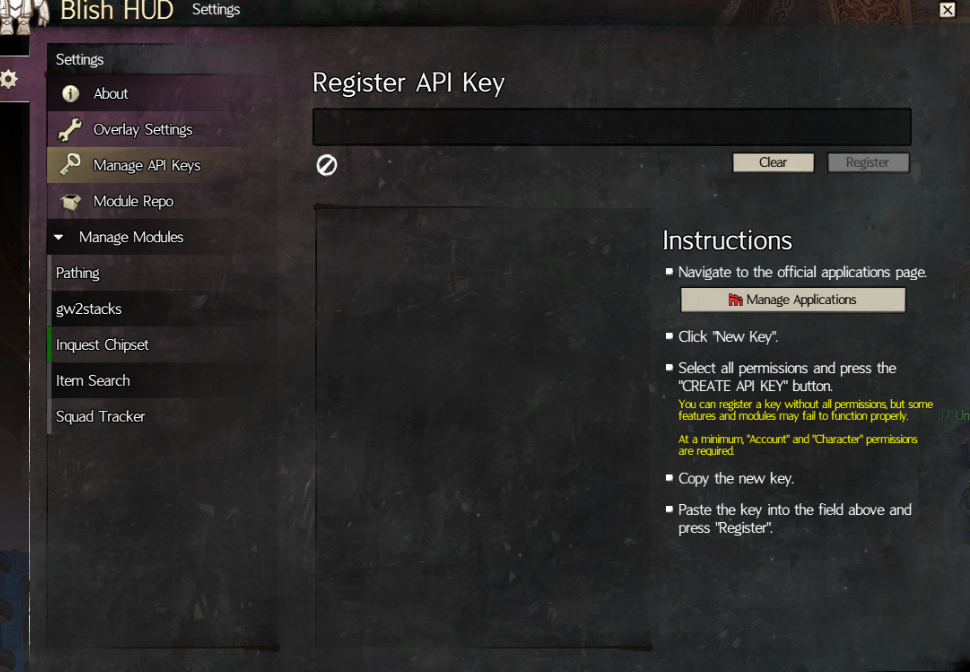 Blish HUD Settings
Settings
About
Overlay Settings
Manage API Keys
Module Repo
Manage Modules
Pathing
gw2stacks
Inquest Chipset
Item Search
Squad Tracker
Register API Key
Clear Register
Instructions
Navigate to the official applications page.
Manage Applications
Click "New Key".
Select all permissions and press the
"CREATE API KEY" button.
You can register a key without all permissions, but some
features and modules may fail to function properly.
At a minimum, "Account" and "Character" permissions
are required.
Copy the new key.
Paste the key into the field above and
press "Register".